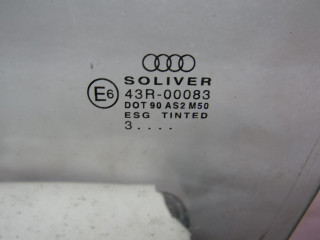 SOLIVER
E6 43R-00083
DOT 90 AS2 M50
ESG TINTED
3....